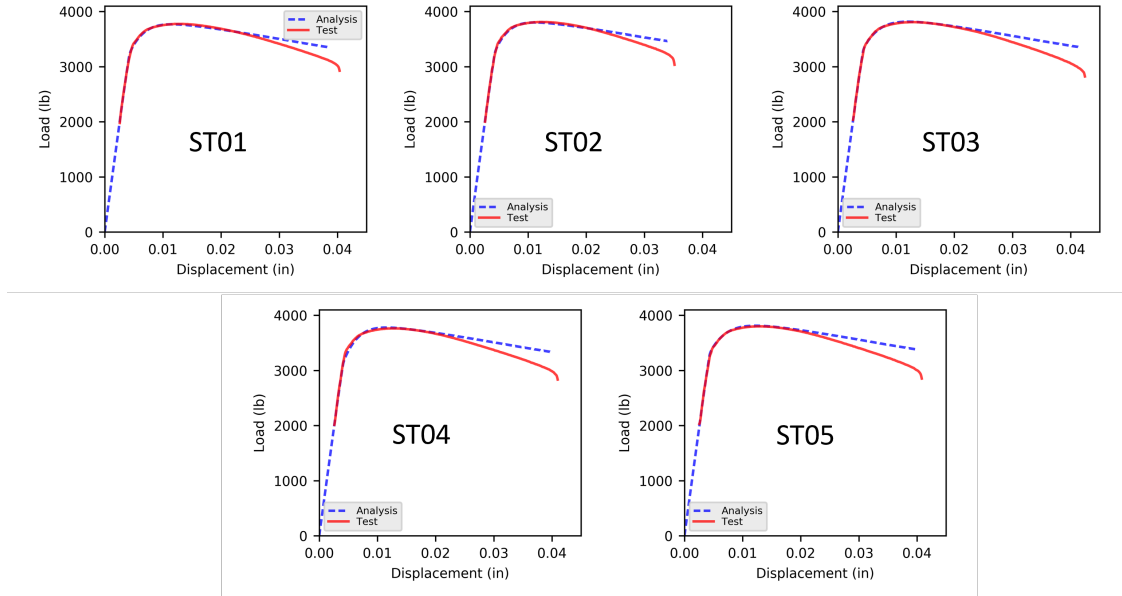 4000
3000
2000
1000
0
Load (lb)
Analysis
Test
ST01
0.00 0.01 0.02 0.03 0.04
Displacement (in)
4000
3000
2000
1000
0
Load (lb)
ST02
Analysis
Test
0.00 0.01 0.02 0.03 0.04
Displacement (in)
4000
3000
2000
1000
0
Load (lb)
ST03
Analysis
Test
0.00 0.01 0.02 0.03 0.04
Displacement (in)
4000
3000
2000
1000
0
Load (lb)
ST04
Analysis
Test
0.00 0.01 0.02 0.03 0.04
Displacement (in)
4000
3000
2000
1000
0
Load (lb)
ST05
Analysis
Test
0.00 0.01 0.02 0.03 0.04
Displacement (in)